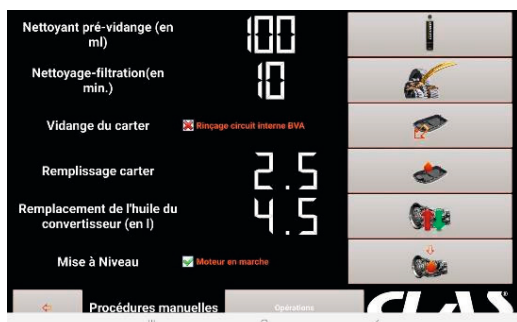 Nettoyant pré-vidange (en
ml)
100
Nettoyage-filtration(en
min.)
10
Vidange du carter
Rinçage circuit interne BVA
Remplissage carter
2.5
Remplacement de l'huile du
convertisseur (en l)
4.5
Mise à Niveau
Moteur en marche
Procédures manuelles
Opérations
CLAS